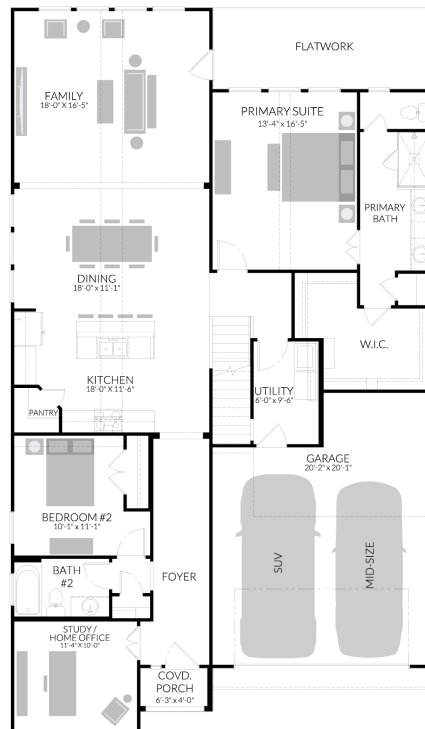 FLATWORK
FAMILY
18'-0" X 16'-5"
PRIMARY SUITE
13'-4" x 16'-5"
PRIMARY
BATH
DINING
18'-0" x 11'-1"
W.I.C.
KITCHEN
18'-0" X 11'-6"
UTILITY
6'-0" x 9'-6"
PANTRY
GARAGE
20'-2" x 20'-1"
BEDROOM #2
10'-1" x 11'-1"
SUV
MID-SIZE
BATH
#2
FOYER
STUDY /
HOME OFFICE
11'-4" X 10'-0"
COVD.
PORCH
6'-3" x 4'-0"